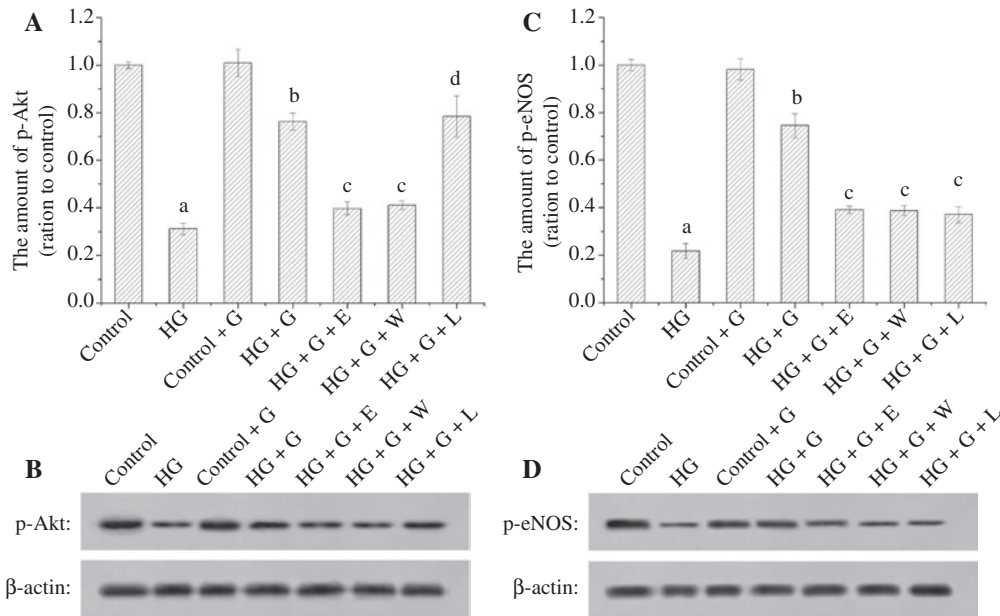 A
The amount of p-Akt
(ration to control)
1.2
1.0
0.8
0.6
0.4
0.2
0.0
a
b
c
c
d
Control
HG
Control + G
HG + G
HG + G + E
HG + G + W
HG + G + L
C
The amount of p-eNOS
(ration to control)
1.2
1.0
0.8
0.6
0.4
0.2
0.0
a
b
c
c
c
Control
HG
Control + G
HG + G
HG + G + E
HG + G + W
HG + G + L
B
Control
HG
Control + G
HG + G
HG + G + E
HG + G + W
HG + G + L
p-Akt:
β-actin:
D
Control
HG
Control + G
HG + G
HG + G + E
HG + G + W
HG + G + L
p-eNOS:
β-actin: